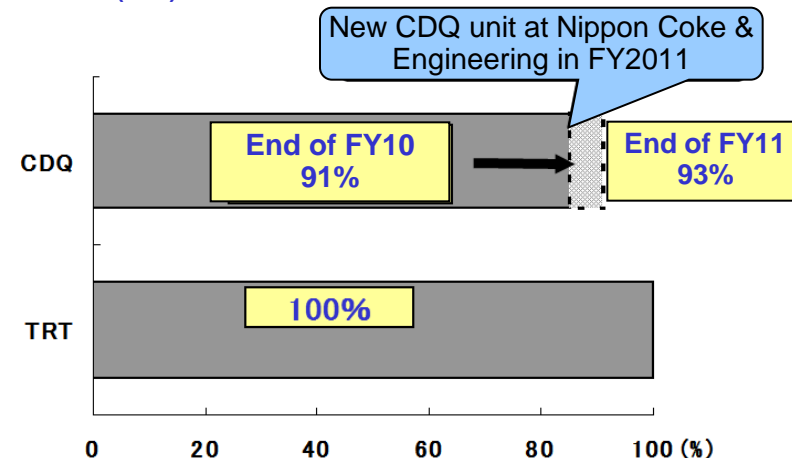 New CDQ unit at Nippon Coke &
Engineering in FY2011
CDQ
End of FY10
91%
End of FY11
93%
TRT
100%
0 20 40 60 80 100 (%)